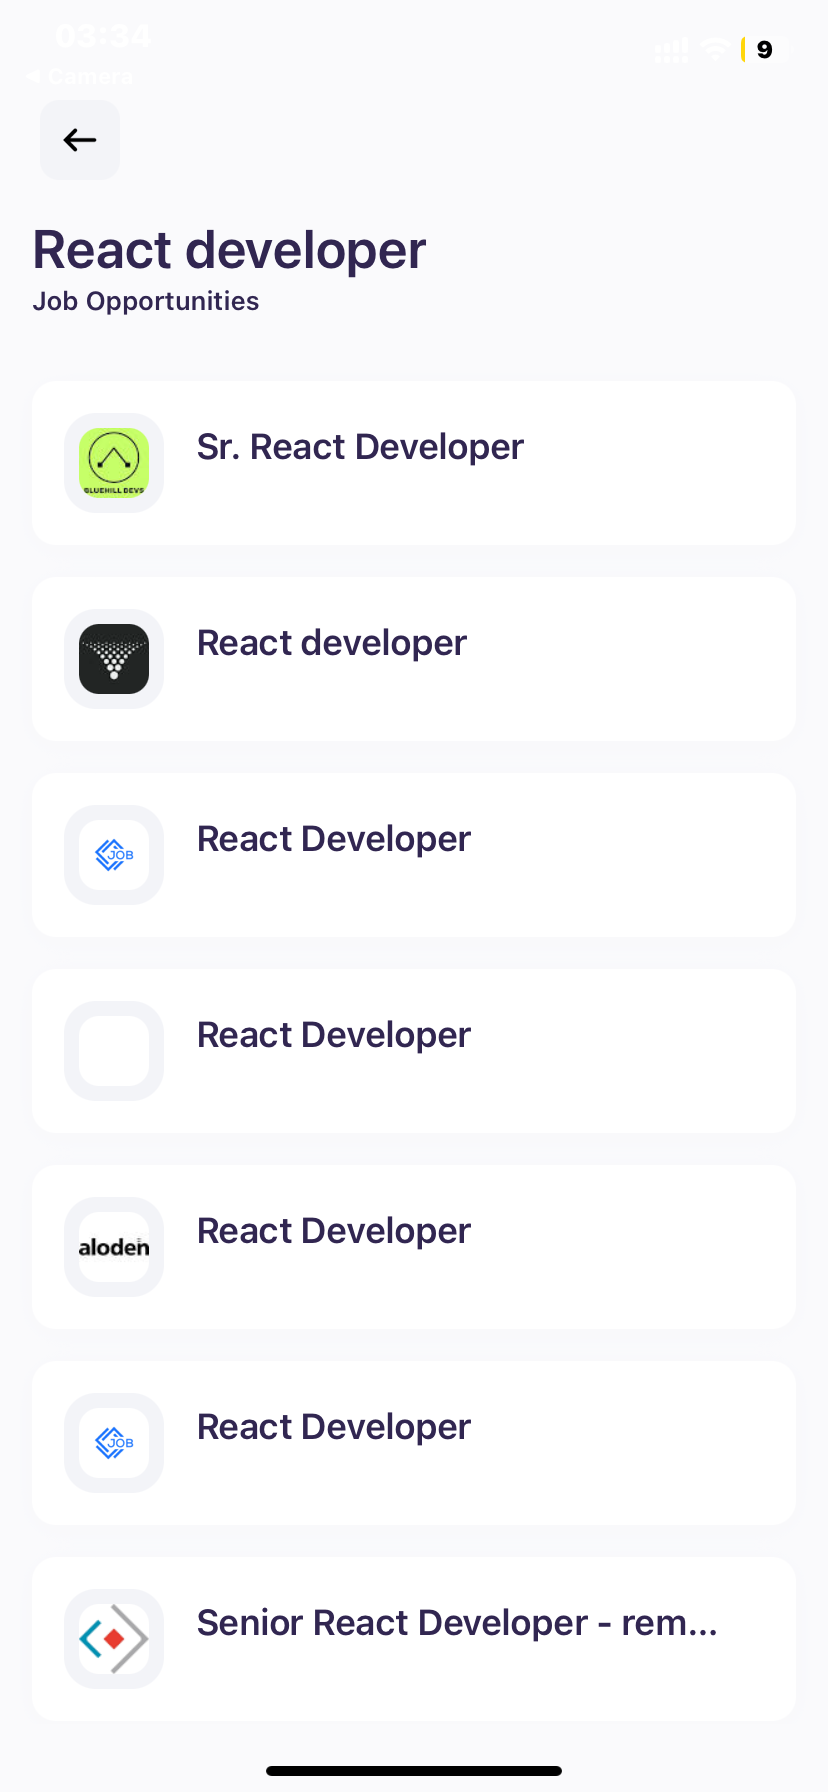 03:34
9
◀ Camera
React developer
Job Opportunities
BLUEHILL DEVS
Sr. React Developer
React developer
JOB
React Developer
React Developer
aloden
React Developer
JOB
React Developer
Senior React Developer - rem...